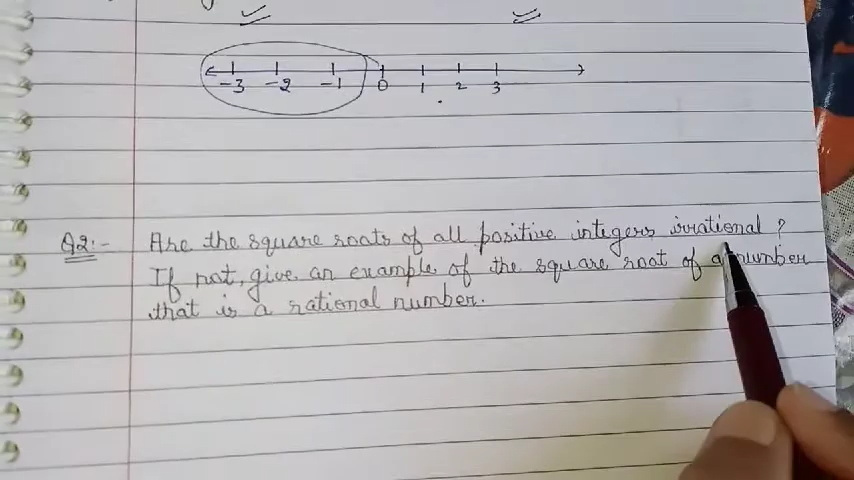 -3 -2 -1 0 1 2 3
Q2:- Are the square roots of all positive integers irrational ?
If not, give an example of the square root of a number
that is a rational number.